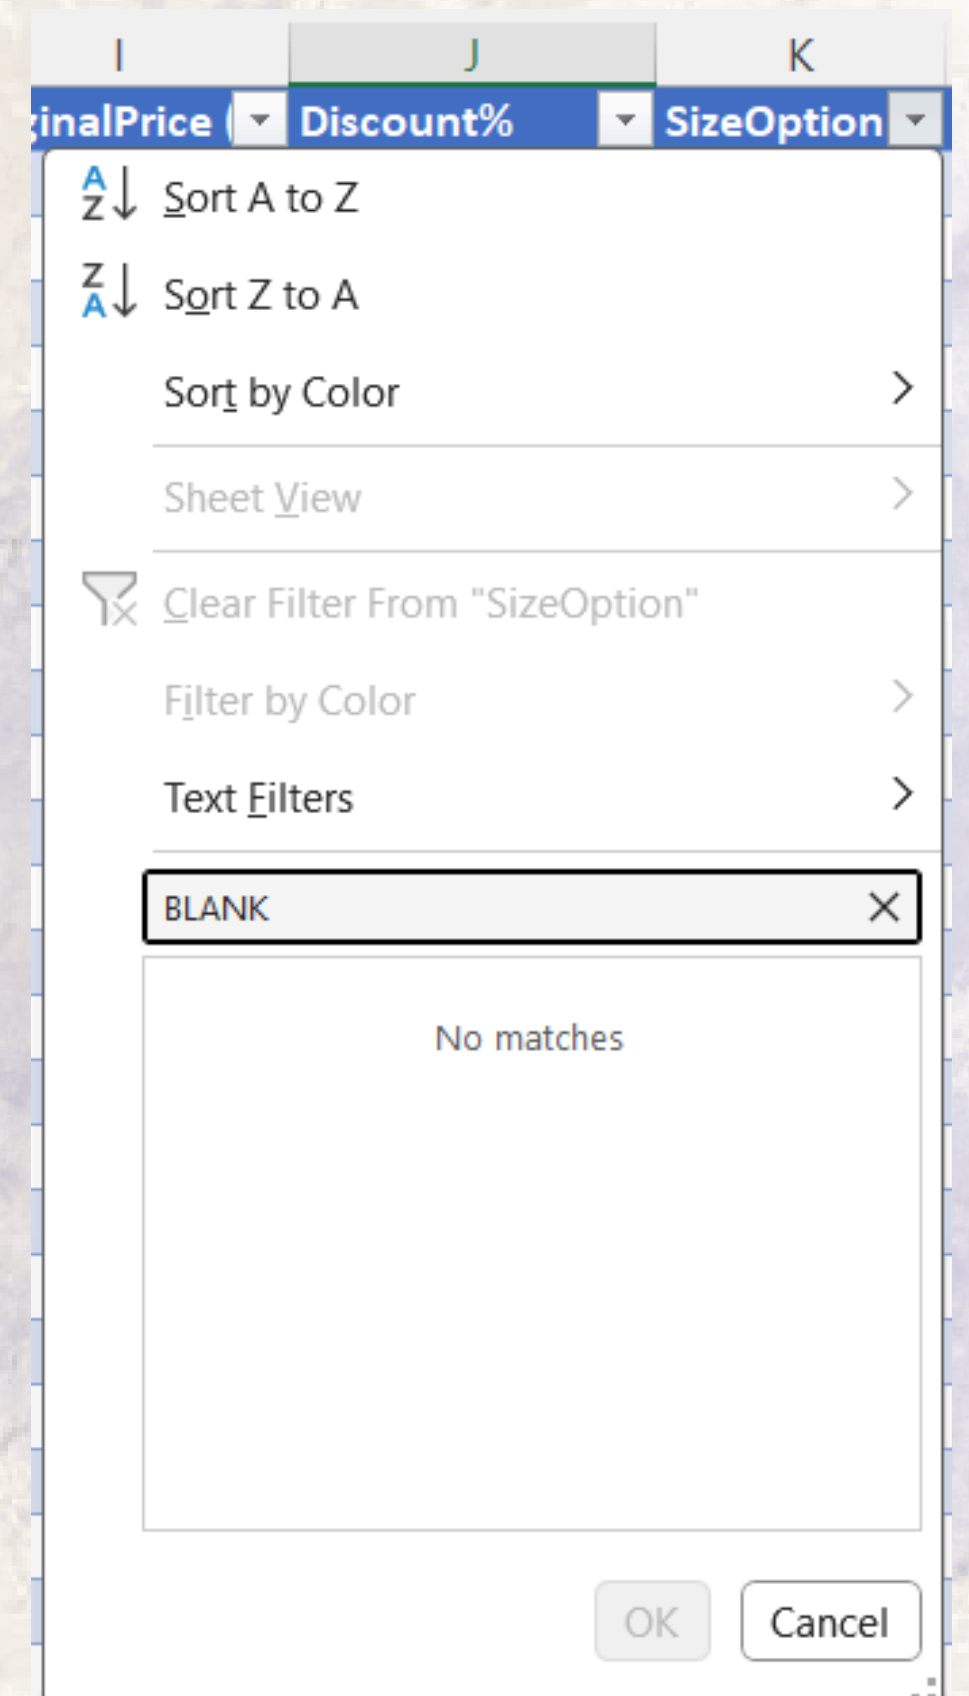 I J K
ginalPrice ( Discount% SizeOption
Sort A to Z
Sort Z to A
Sort by Color
Sheet View
Clear Filter From "SizeOption"
Filter by Color
Text Filters
BLANK
No matches
OK Cancel